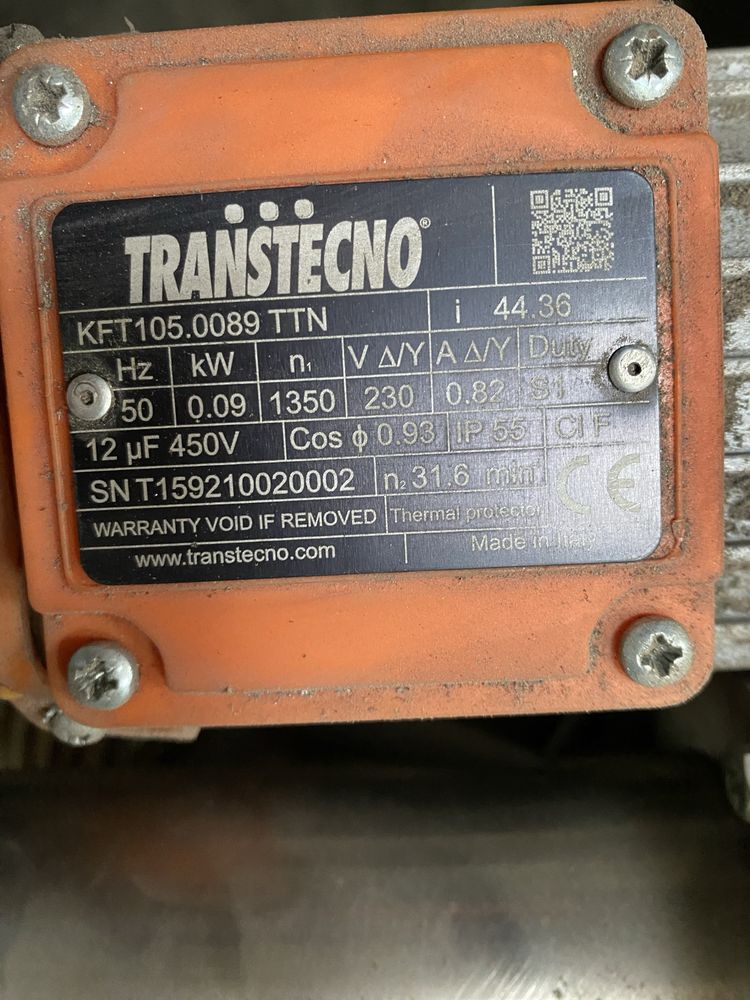 TRANSTECNO®
KFT105.0089 TTN i 44.36
Hz kW n₁ V Δ/Y A Δ/Y Duty
50 0.09 1350 230 0.82 S1
12 µF 450V Cos ϕ 0.93 IP 55 Cl F
SN T159210020002 n₂ 31.6 min⁻¹ CE
WARRANTY VOID IF REMOVED Thermal protector
www.transtecno.com Made in Italy